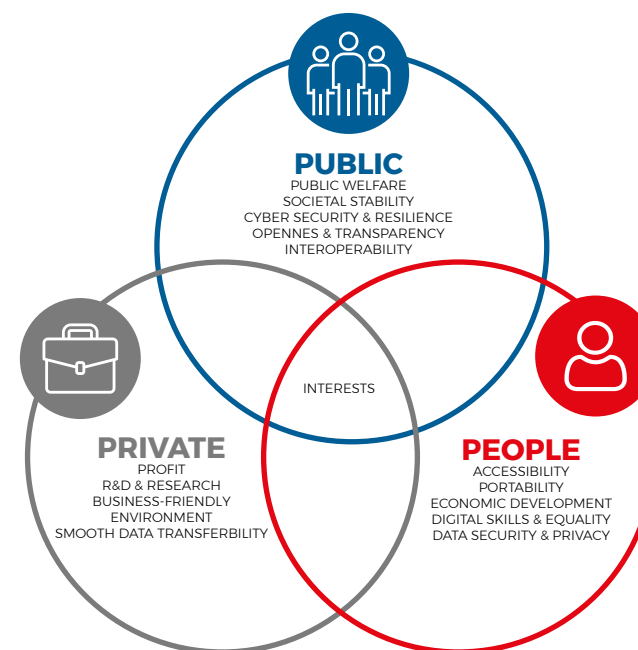 PUBLIC
PUBLIC WELFARE
SOCIETAL STABILITY
CYBER SECURITY & RESILIENCE
OPENNES & TRANSPARENCY
INTEROPERABILITY
INTERESTS
PRIVATE
PROFIT
R&D & RESEARCH
BUSINESS-FRIENDLY
ENVIRONMENT
SMOOTH DATA TRANSFERBILITY
PEOPLE
ACCESSIBILITY
PORTABILITY
ECONOMIC DEVELOPMENT
DIGITAL SKILLS & EQUALITY
DATA SECURITY & PRIVACY